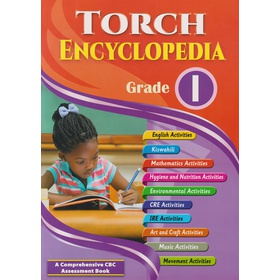 TORCH
ENCYCLOPEDIA
Grade 1
English Activities
Kiswahili
Mathematics Activities
Hygiene and Nutrition Activities
Environmental Activities
CRE Activities
IRE Activities
Art and Craft Activities
Music Activities
Movement Activities
A Comprehensive CBC
Assessment Book